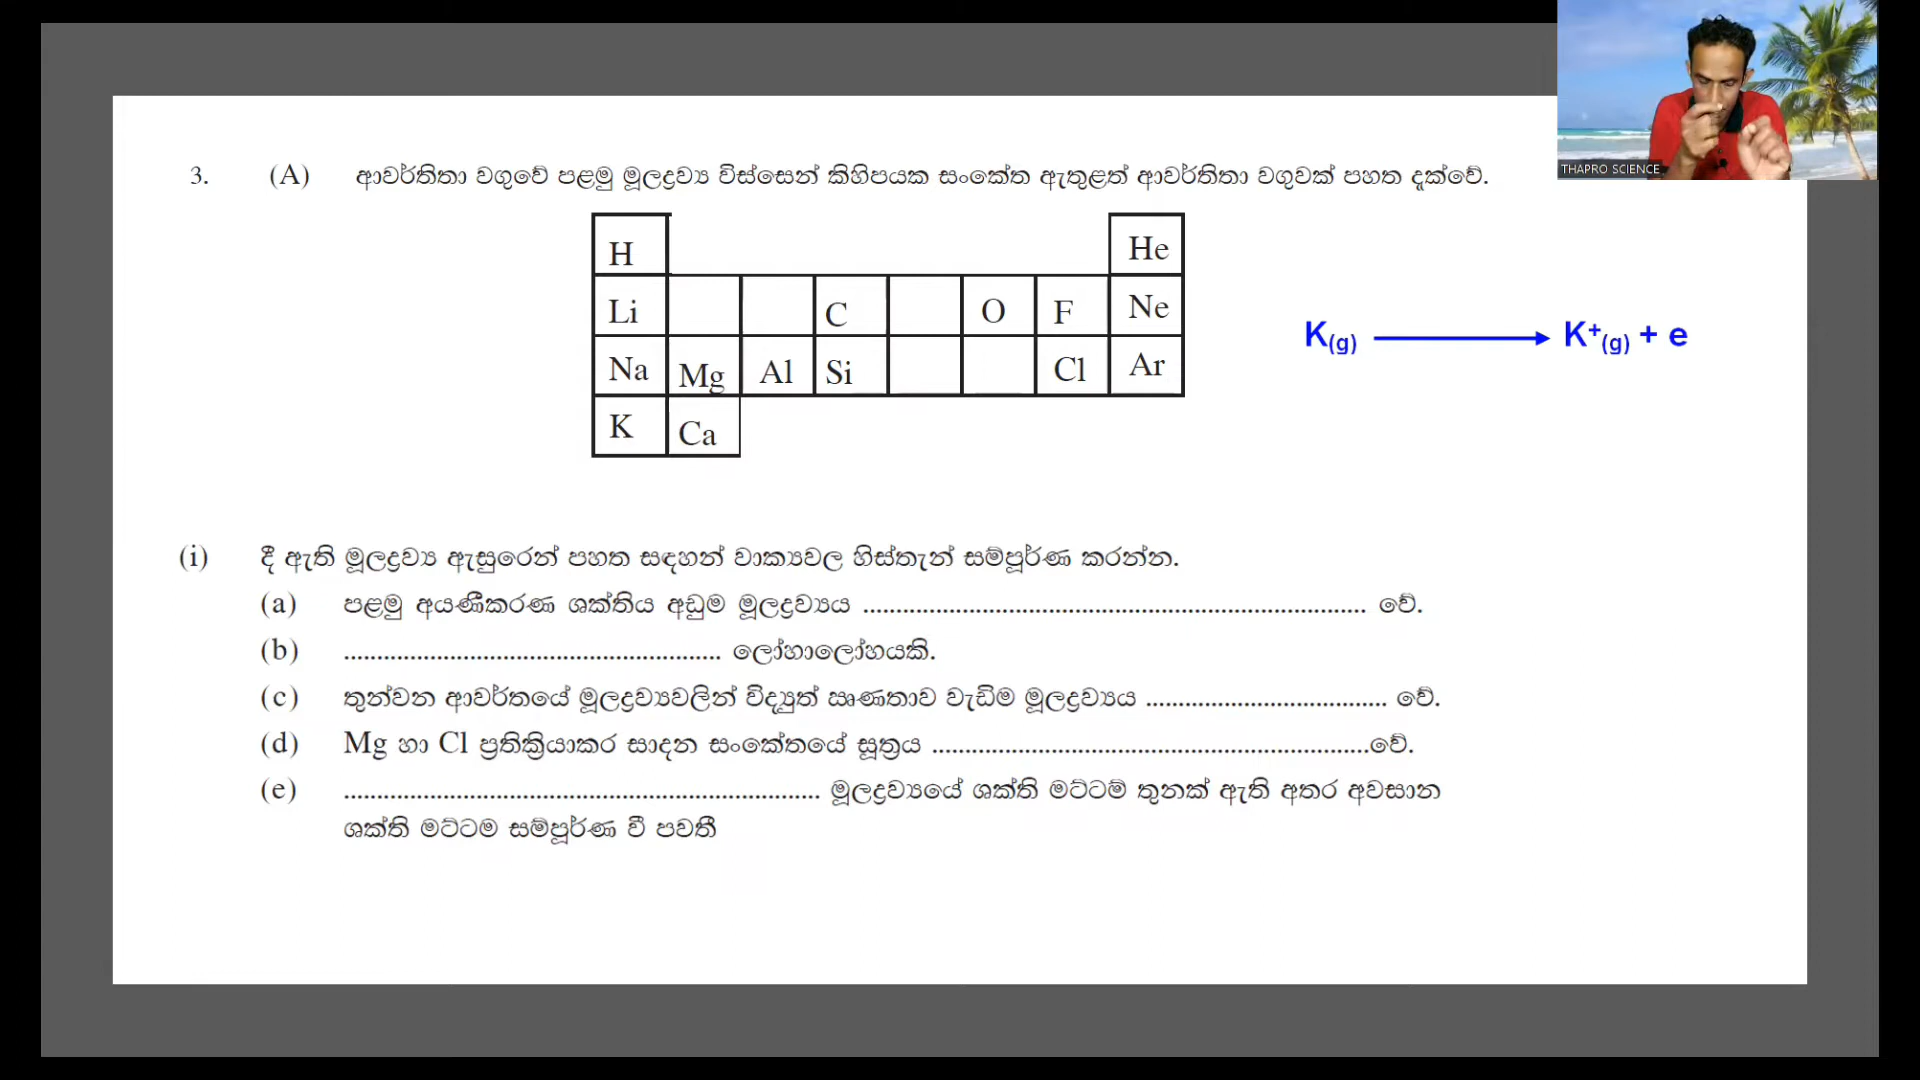 THAPRO SCIENCE
3. (A) ආවර්තිතා වගුවේ පළමු මූලද්‍රව්‍ය විස්සෙන් කිහිපයක සංකේත ඇතුළත් ආවර්තිතා වගුවක් පහත දැක්වේ.
H He
Li C O F Ne
Na Mg Al Si Cl Ar
K Ca
K(g) ⟶ K⁺(g) + e
(i) දී ඇති මූලද්‍රව්‍ය ඇසුරෙන් පහත සඳහන් වාක්‍යවල හිස්තැන් සම්පූර්ණ කරන්න.
(a) පළමු අයණීකරණ ශක්තිය අඩුම මූලද්‍රව්‍යය ........................................................................... වේ.
(b) ......................................................... ලෝහාලෝහයකි.
(c) තුන්වන ආවර්තයේ මූලද්‍රව්‍යවලින් විද්‍යුත් ඍණතාව වැඩිම මූලද්‍රව්‍යය .................................... වේ.
(d) Mg හා Cl ප්‍රතික්‍රියාකර සාදන සංකේතයේ සූත්‍රය .................................................................වේ.
(e) ....................................................................... මූලද්‍රව්‍යයේ ශක්ති මට්ටම් තුනක් ඇති අතර අවසාන
ශක්ති මට්ටම සම්පූර්ණ වී පවතී